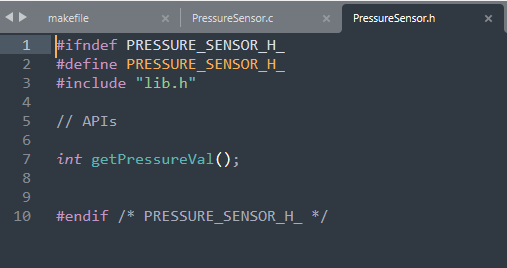 makefile × PressureSensor.c × PressureSensor.h ×
1 #ifndef PRESSURE_SENSOR_H_
2 #define PRESSURE_SENSOR_H_
3 #include "lib.h"
4
5 // APIs
6
7 int getPressureVal();
8
9
10 #endif /* PRESSURE_SENSOR_H_ */